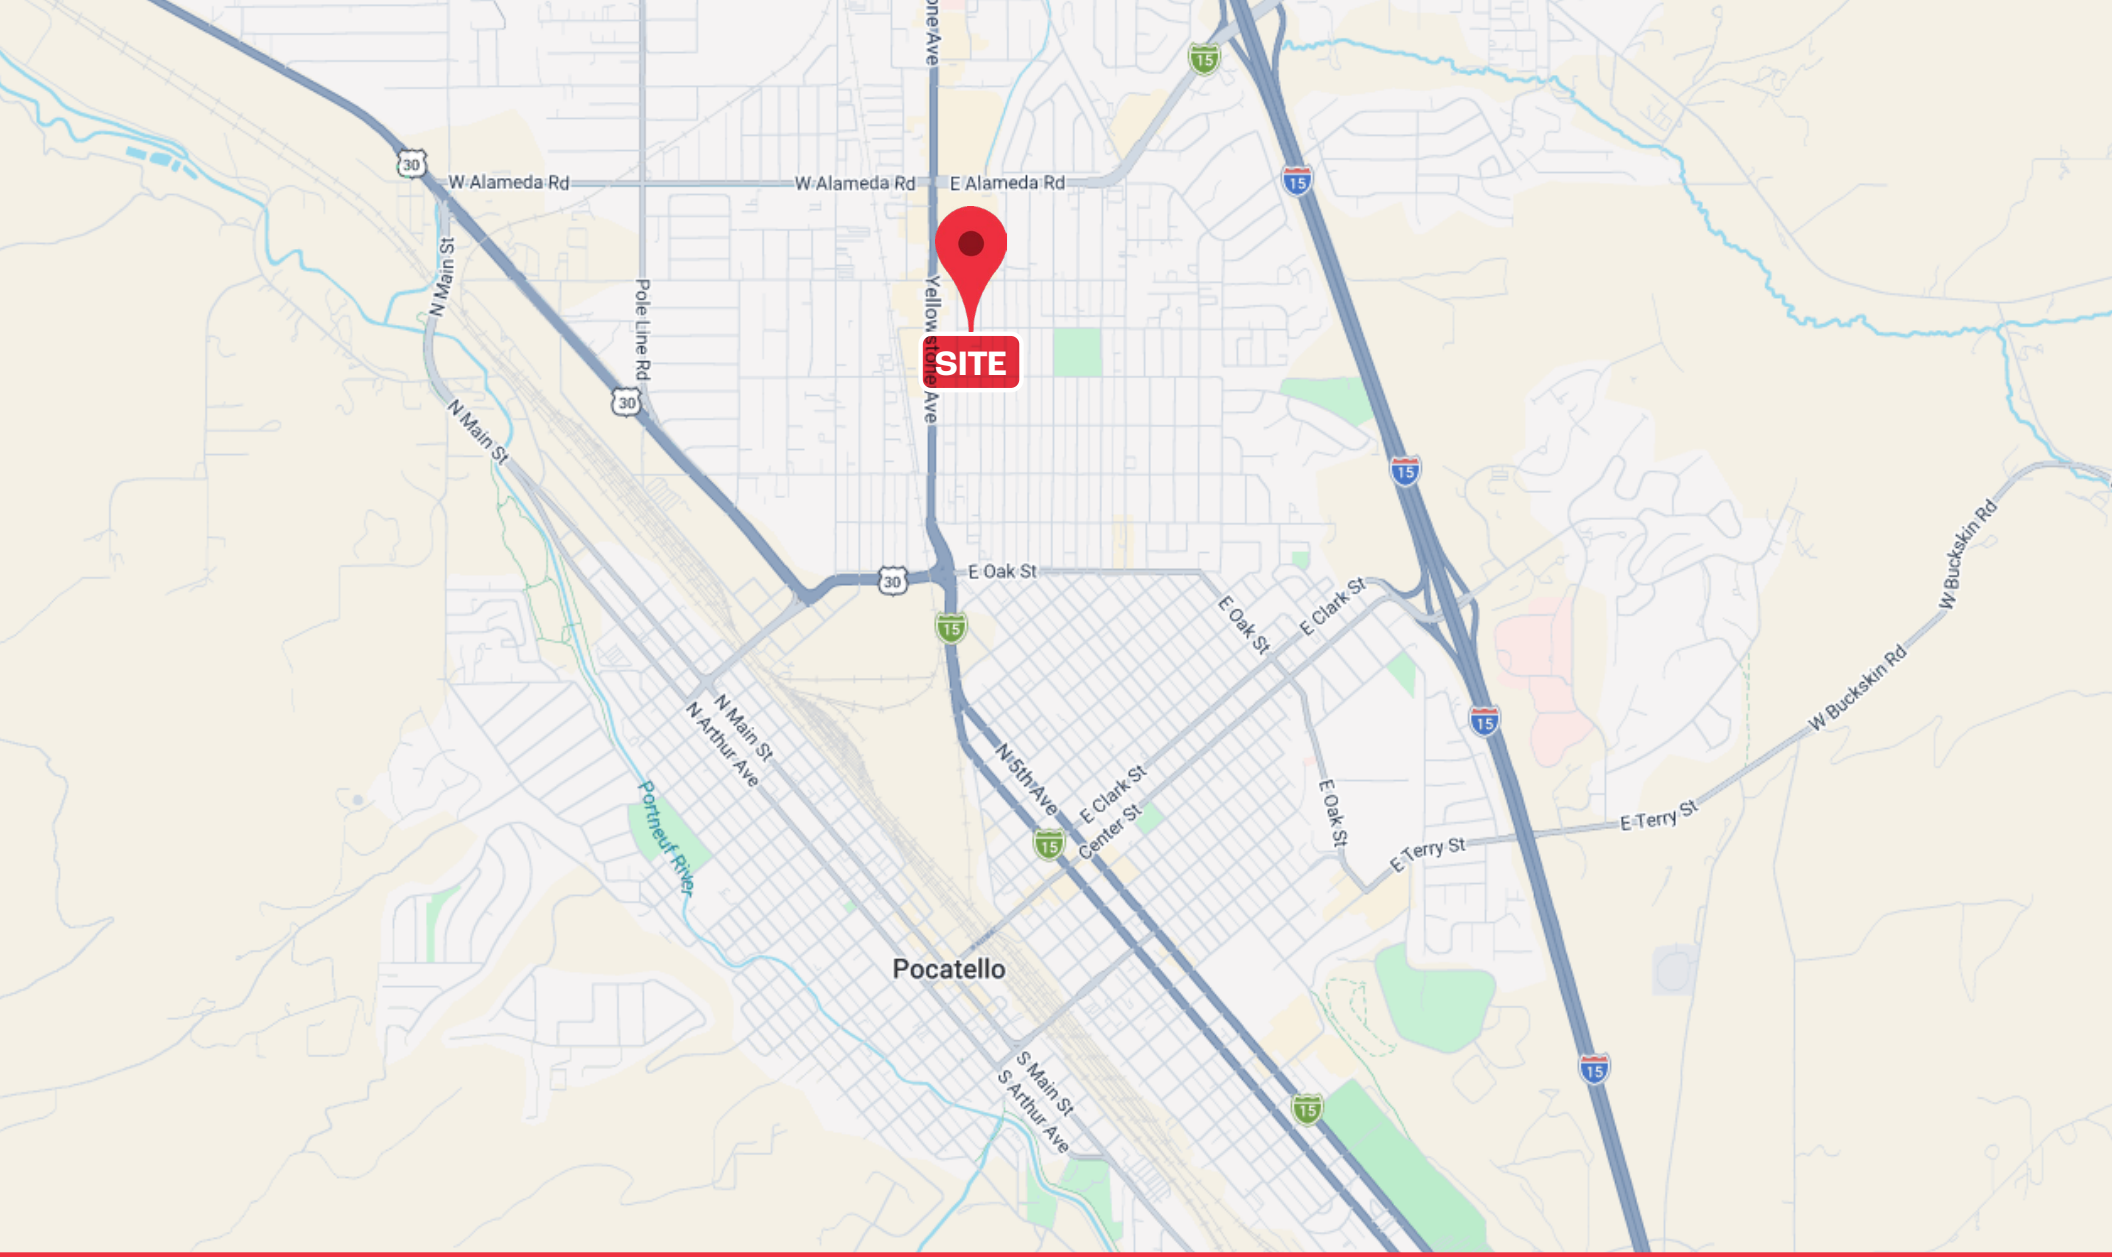 one Ave
15
30
W Alameda Rd
W Alameda Rd
E Alameda Rd
15
N Main St
Pole Line Rd
Yellowstone Ave
SITE
30
N Main St
15
30
E Oak St
15
E Oak St
E Clark St
W Buckskin Rd
W Buckskin Rd
N Main St
N Arthur Ave
15
N 5th Ave
E Clark St
Center St
15
E Oak St
E Terry St
E Terry St
Portneuf River
Pocatello
S Main St
S Arthur Ave
15
15